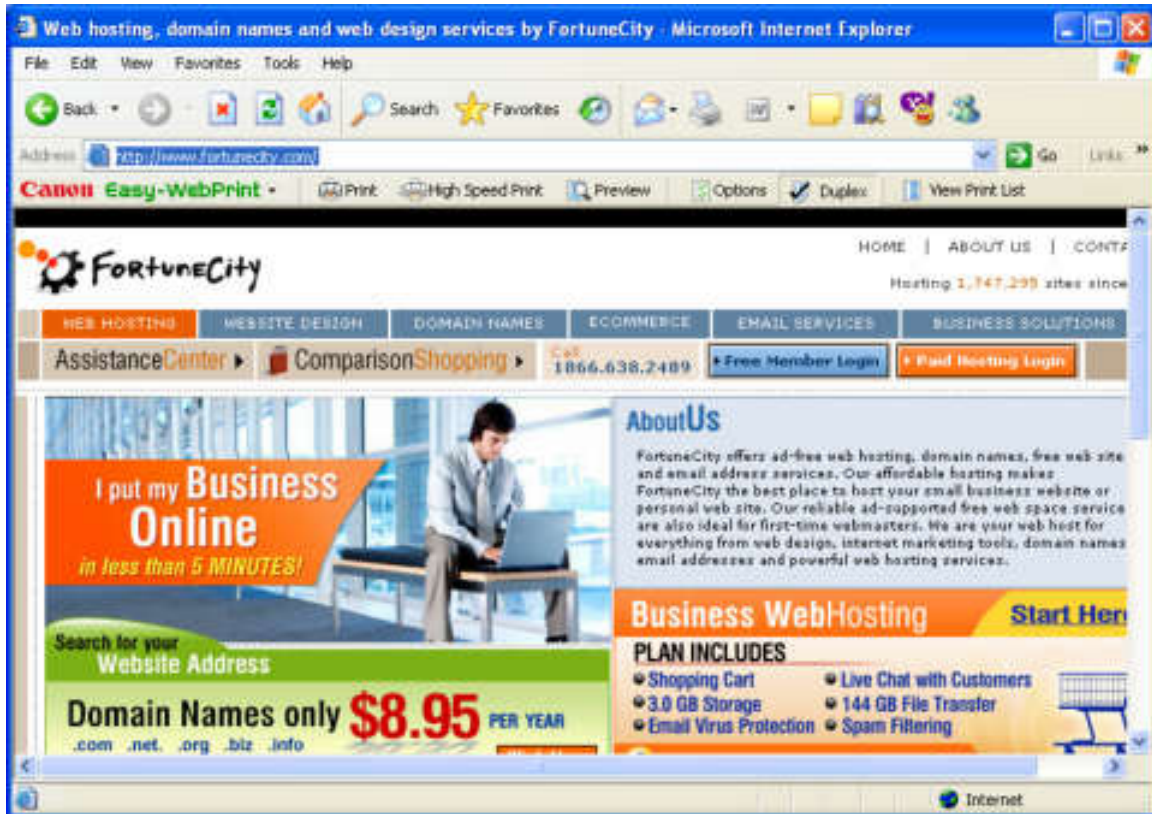 Web hosting, domain names and web design services by FortuneCity - Microsoft Internet Explorer
File Edit View Favorites Tools Help
Back Search Favorites
Address http://www.fortunecity.com/ Go Links »
Canon Easy-WebPrint Print High Speed Print Preview Options Duplex View Print List
HOME | ABOUT US | CONTA
FortuneCity
Hosting 1,747,295 sites since
WEB HOSTING WEBSITE DESIGN DOMAIN NAMES ECOMMERCE EMAIL SERVICES BUSINESS SOLUTIONS
AssistanceCenter ComparisonShopping Call
1866.638.2489 Free Member Login Paid Hosting Login
I put my Business
Online
in less than 5 MINUTES!
AboutUs
FortuneCity offers ad-free web hosting, domain names, free web site
and email address services. Our affordable hosting makes
FortuneCity the best place to host your small business website or
personal web site. Our reliable ad-supported free web space service
are also ideal for first-time webmasters. We are your web host for
everything from web design, internet marketing tools, domain names
email addresses and powerful web hosting services.
Search for your
Website Address
Domain Names only $8.95 PER YEAR
.com .net. .org .biz .info
Business WebHosting Start Here
PLAN INCLUDES
Shopping Cart Live Chat with Customers
3.0 GB Storage 144 GB File Transfer
Email Virus Protection Spam Filtering
Internet